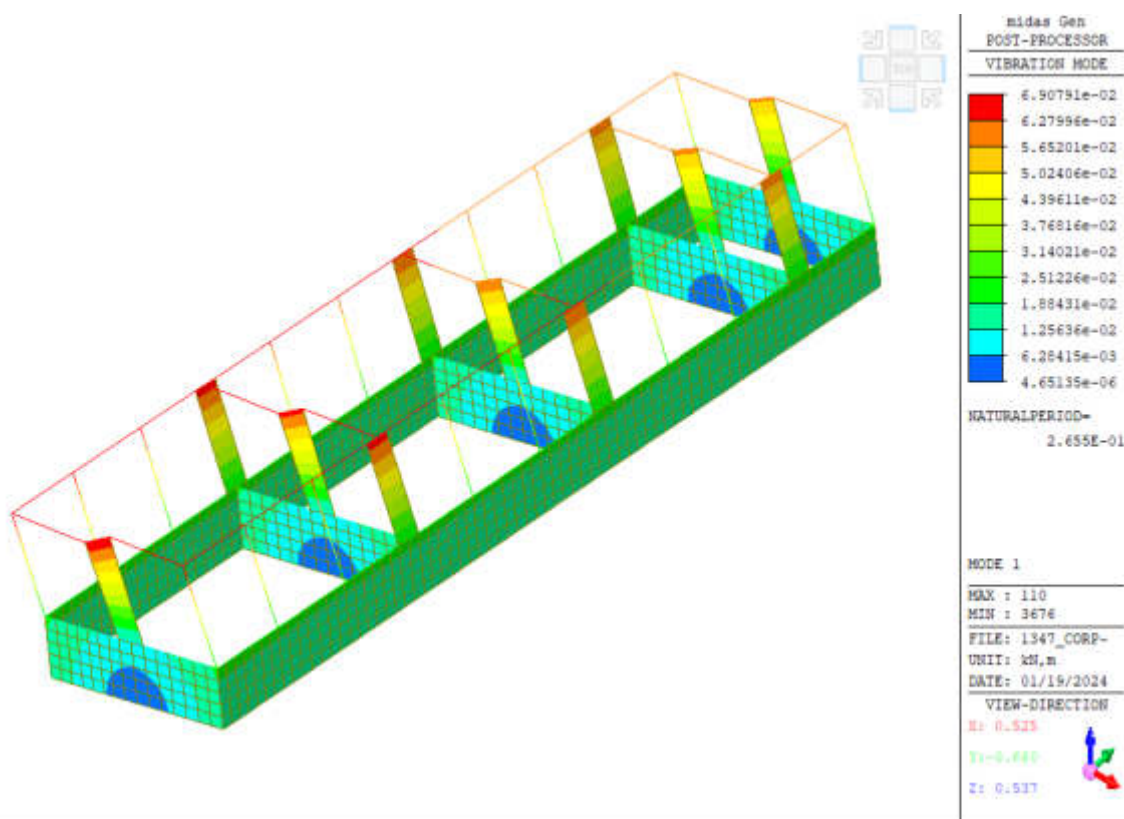 midas Gen
POST-PROCESSOR
VIBRATION MODE
6.90791e-02
6.27996e-02
5.65201e-02
5.02406e-02
4.39611e-02
3.76816e-02
3.14021e-02
2.51226e-02
1.88431e-02
1.25636e-02
6.28415e-03
4.65135e-06
NATURALPERIOD=
2.655E-01
MODE 1
MAX : 110
MIN : 3676
FILE: 1347_CORP-
UNIT: kN,m
DATE: 01/19/2024
VIEW-DIRECTION
X: 0.525
Z: 0.537